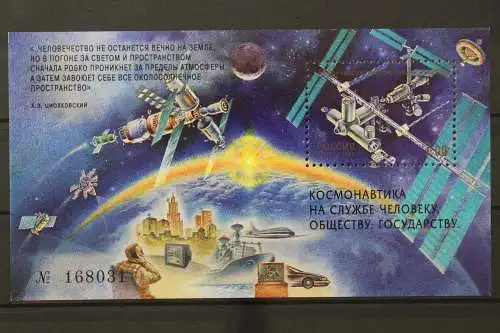 «...ЧЕЛОВЕЧЕСТВО НЕ ОСТАНЕТСЯ ВЕЧНО НА ЗЕМЛЕ,
НО В ПОГОНЕ ЗА СВЕТОМ И ПРОСТРАНСТВОМ
СНАЧАЛА РОБКО ПРОНИКНЕТ ЗА ПРЕДЕЛЫ АТМОСФЕРЫ
А ЗАТЕМ ЗАВОЮЕТ СЕБЕ ВСЕ ОКОЛОСОЛНЕЧНОЕ
ПРОСТРАНСТВО»
К.Э. ЦИОЛКОВСКИЙ
РОССИЯ
КОСМОНАВТИКА
НА СЛУЖБЕ ЧЕЛОВЕКУ,
ОБЩЕСТВУ, ГОСУДАРСТВУ.
№ 168031